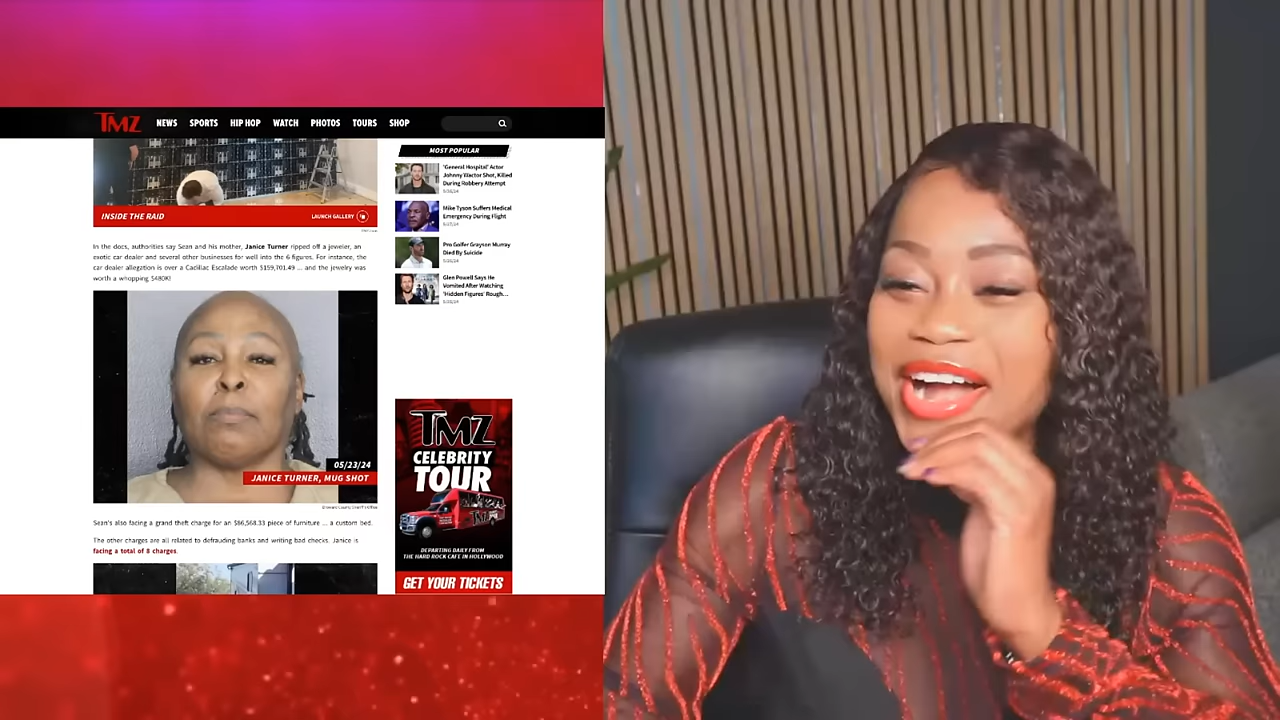 TMZ NEWS SPORTS HIP HOP WATCH PHOTOS TOURS SHOP
INSIDE THE RAID
LAUNCH GALLERY
In the docs, authorities say Sean and his mother, Janice Turner ripped off a jeweler, an
exotic car dealer and several other businesses for well into the 6 figures. For instance, the
car dealer allegation is over a Cadillac Escalade worth $159,701.49 ... and the jewelry was
worth a whopping $480K!
05/23/24
JANICE TURNER, MUG SHOT
Sean's also facing a grand theft charge for an $86,568.33 piece of furniture ... a custom bed.
The other charges are all related to defrauding banks and writing bad checks. Janice is
facing a total of 8 charges.
MOST POPULAR
'General Hospital' Actor
Johnny Wactor Shot, Killed
During Robbery Attempt
Mike Tyson Suffers Medical
Emergency During Flight
Pro Golfer Grayson Murray
Died By Suicide
Glen Powell Says He
Vomited After Watching
'Hidden Figures' Rough...
TMZ
CELEBRITY
TOUR
DEPARTING DAILY FROM
THE HARD ROCK CAFE IN HOLLYWOOD
GET YOUR TICKETS